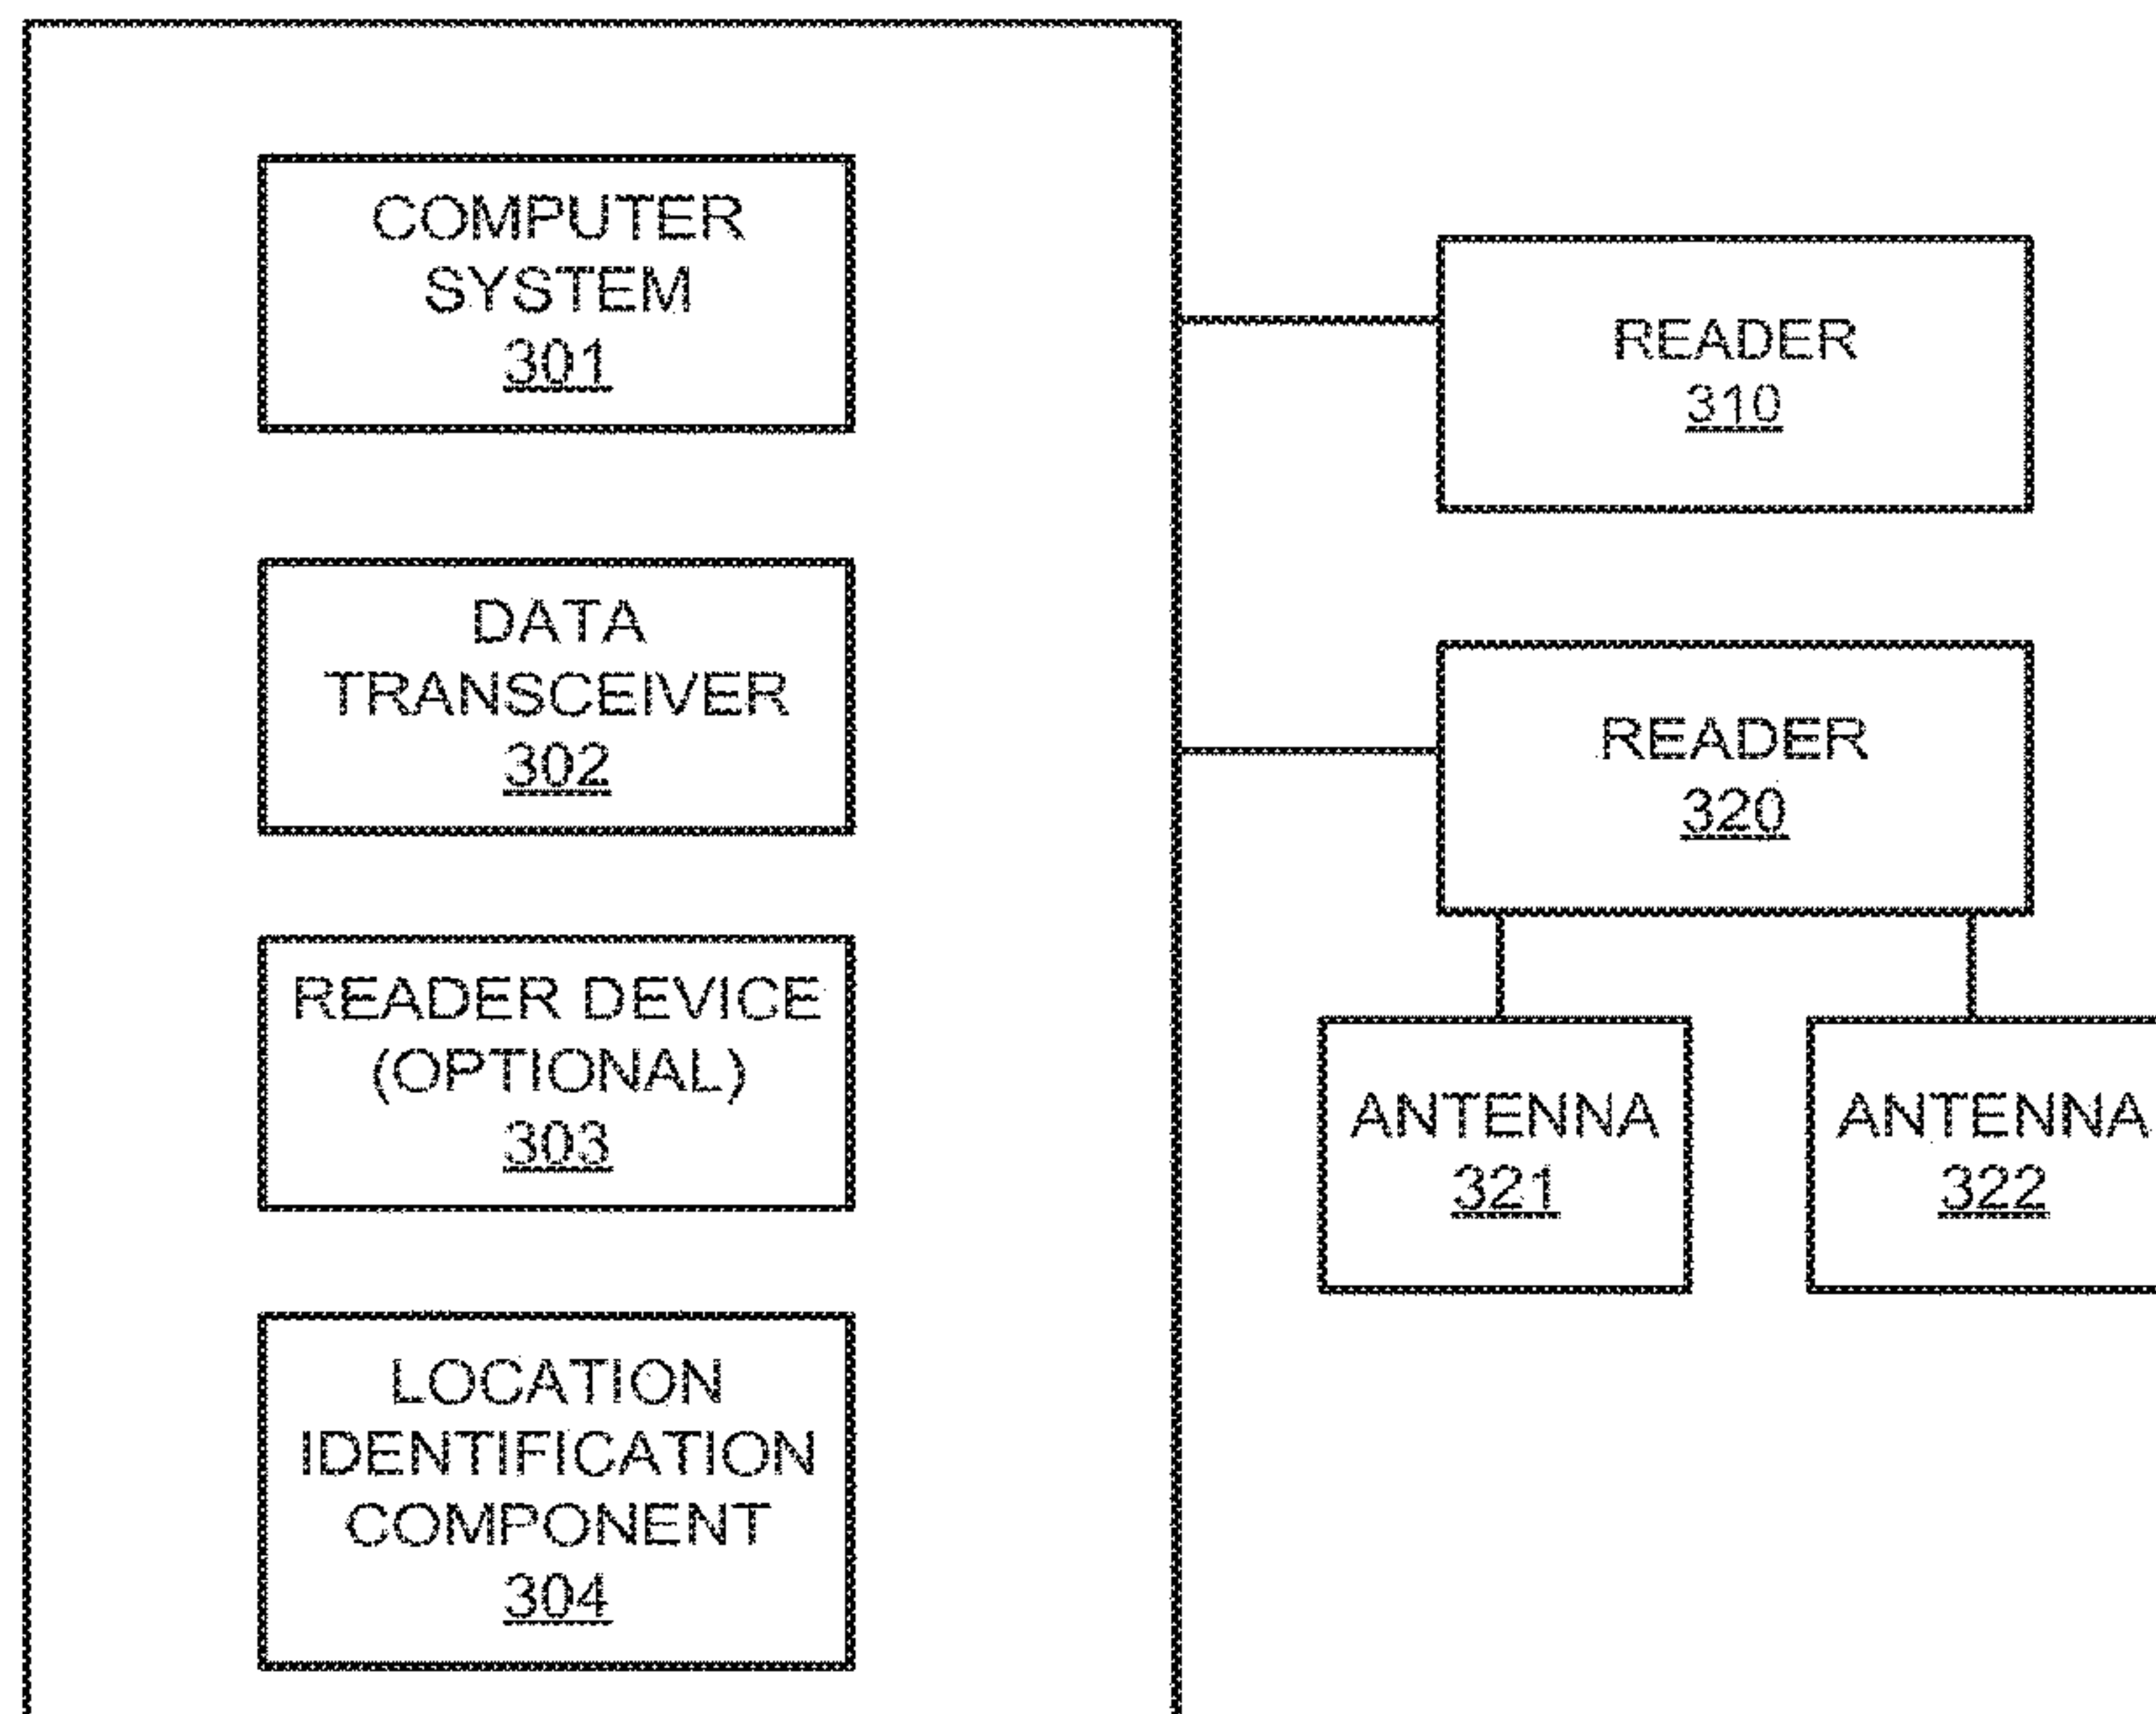 COMPUTER
SYSTEM
301
DATA
TRANSCEIVER
302
READER DEVICE
(OPTIONAL)
303
LOCATION
IDENTIFICATION
COMPONENT
304
READER
310
READER
320
ANTENNA
321
ANTENNA
322